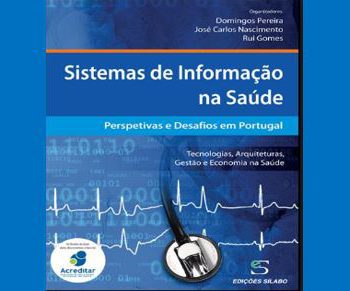 Organizadores:
Domingos Pereira
José Carlos Nascimento
Rui Gomes
Sistemas de Informação
na Saúde
Perspetivas e Desafios em Portugal
Tecnologias, Arquiteturas,
Gestão e Economia na Saúde
Acreditar
EDIÇÕES SÍLABO